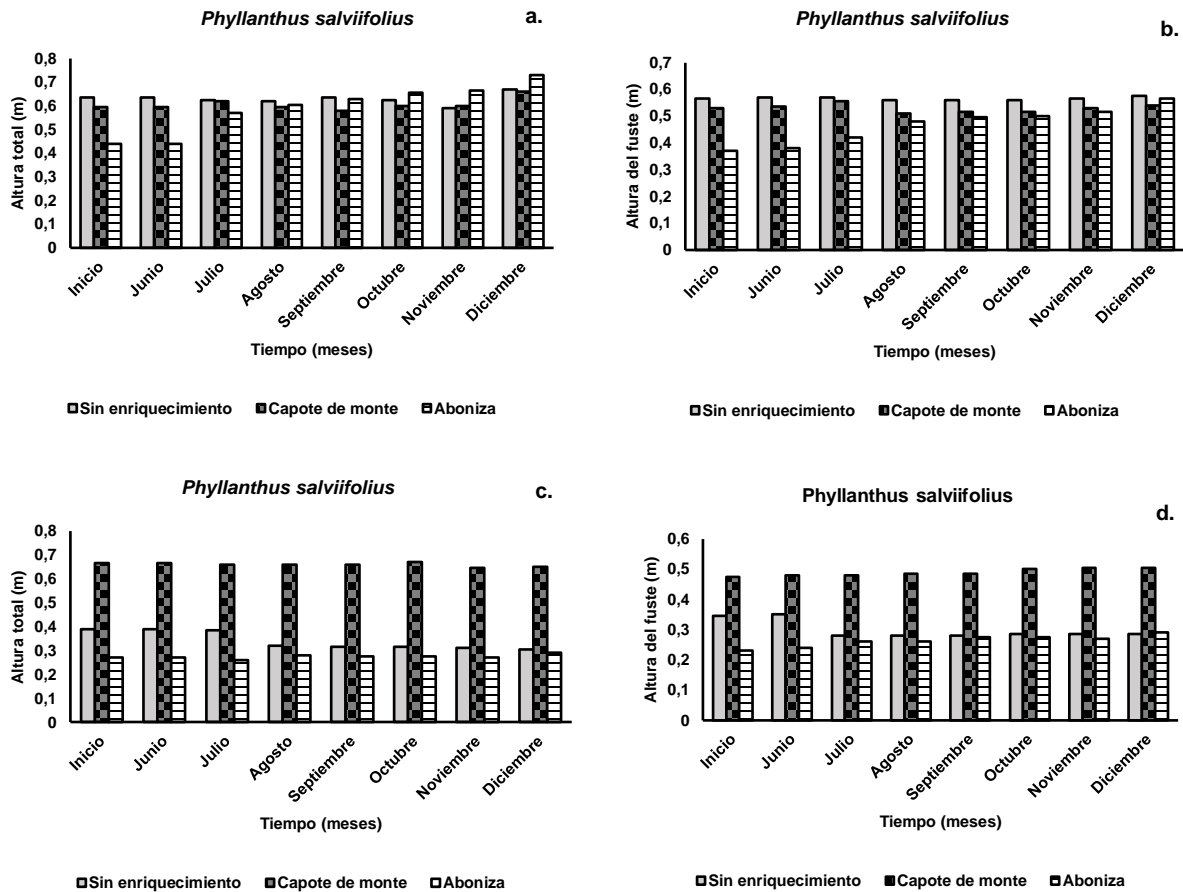 Phyllanthus salviifolius
a.
Altura total (m)
0,8
0,7
0,6
0,5
0,4
0,3
0,2
0,1
0
Inicio
Junio
Julio
Agosto
Septiembre
Octubre
Noviembre
Diciembre
Tiempo (meses)
Sin enriquecimiento
Capote de monte
Aboniza
Phyllanthus salviifolius
b.
Altura del fuste (m)
0,7
0,6
0,5
0,4
0,3
0,2
0,1
0
Inicio
Junio
Julio
Agosto
Septiembre
Octubre
Noviembre
Diciembre
Tiempo (meses)
Sin enriquecimiento
Capote de monte
Aboniza
Phyllanthus salviifolius
c.
Altura total (m)
0,8
0,7
0,6
0,5
0,4
0,3
0,2
0,1
0
Inicio
Junio
Julio
Agosto
Septiembre
Octubre
Noviembre
Diciembre
Tiempo (meses)
Sin enriquecimiento
Capote de monte
Aboniza
Phyllanthus salviifolius
d.
Altura del fuste (m)
0,6
0,5
0,4
0,3
0,2
0,1
0
Inicio
Junio
Julio
Agosto
Septiembre
Octubre
Noviembre
Diciembre
Tiempo (meses)
Sin enriquecimiento
Capote de monte
Aboniza